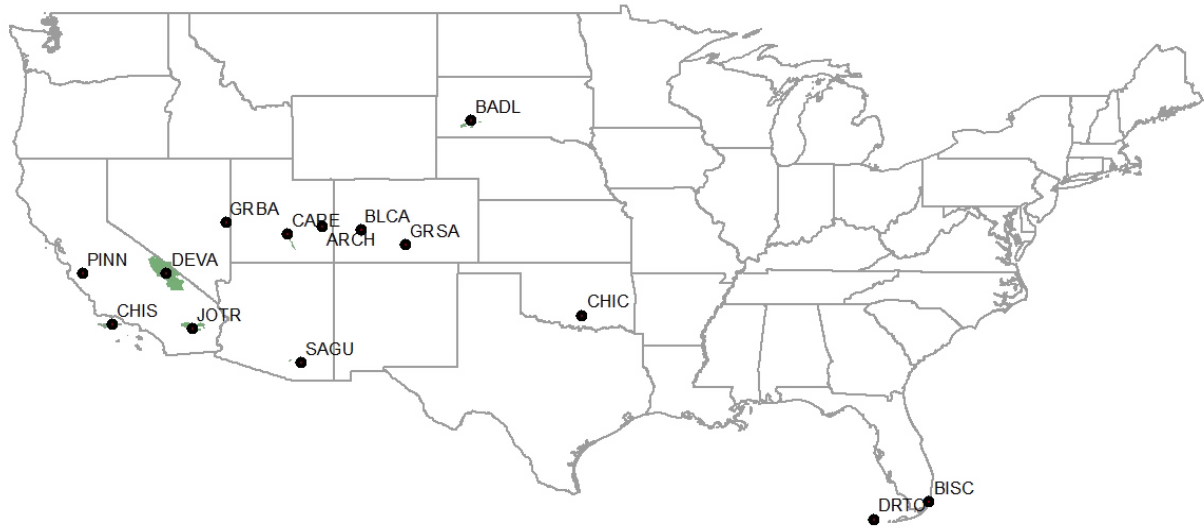 BADL
GRBA
CARE
ARCH
BLCA
GRSA
PINN
DEVA
CHIS
JOTR
CHIC
SAGU
DRTO
BISC